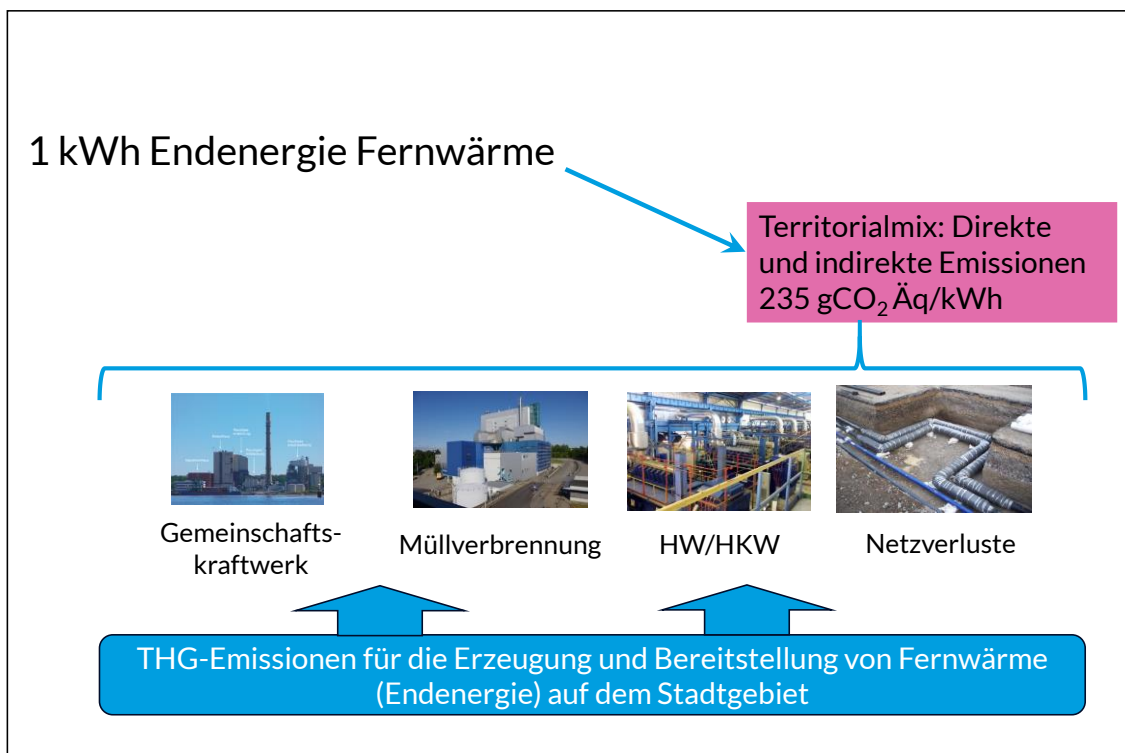 1 kWh Endenergie Fernwärme
Territorialmix: Direkte
und indirekte Emissionen
235 gCO₂ Äq/kWh
Gemeinschafts-
kraftwerk
Müllverbrennung
HW/HKW
Netzverluste
THG-Emissionen für die Erzeugung und Bereitstellung von Fernwärme
(Endenergie) auf dem Stadtgebiet